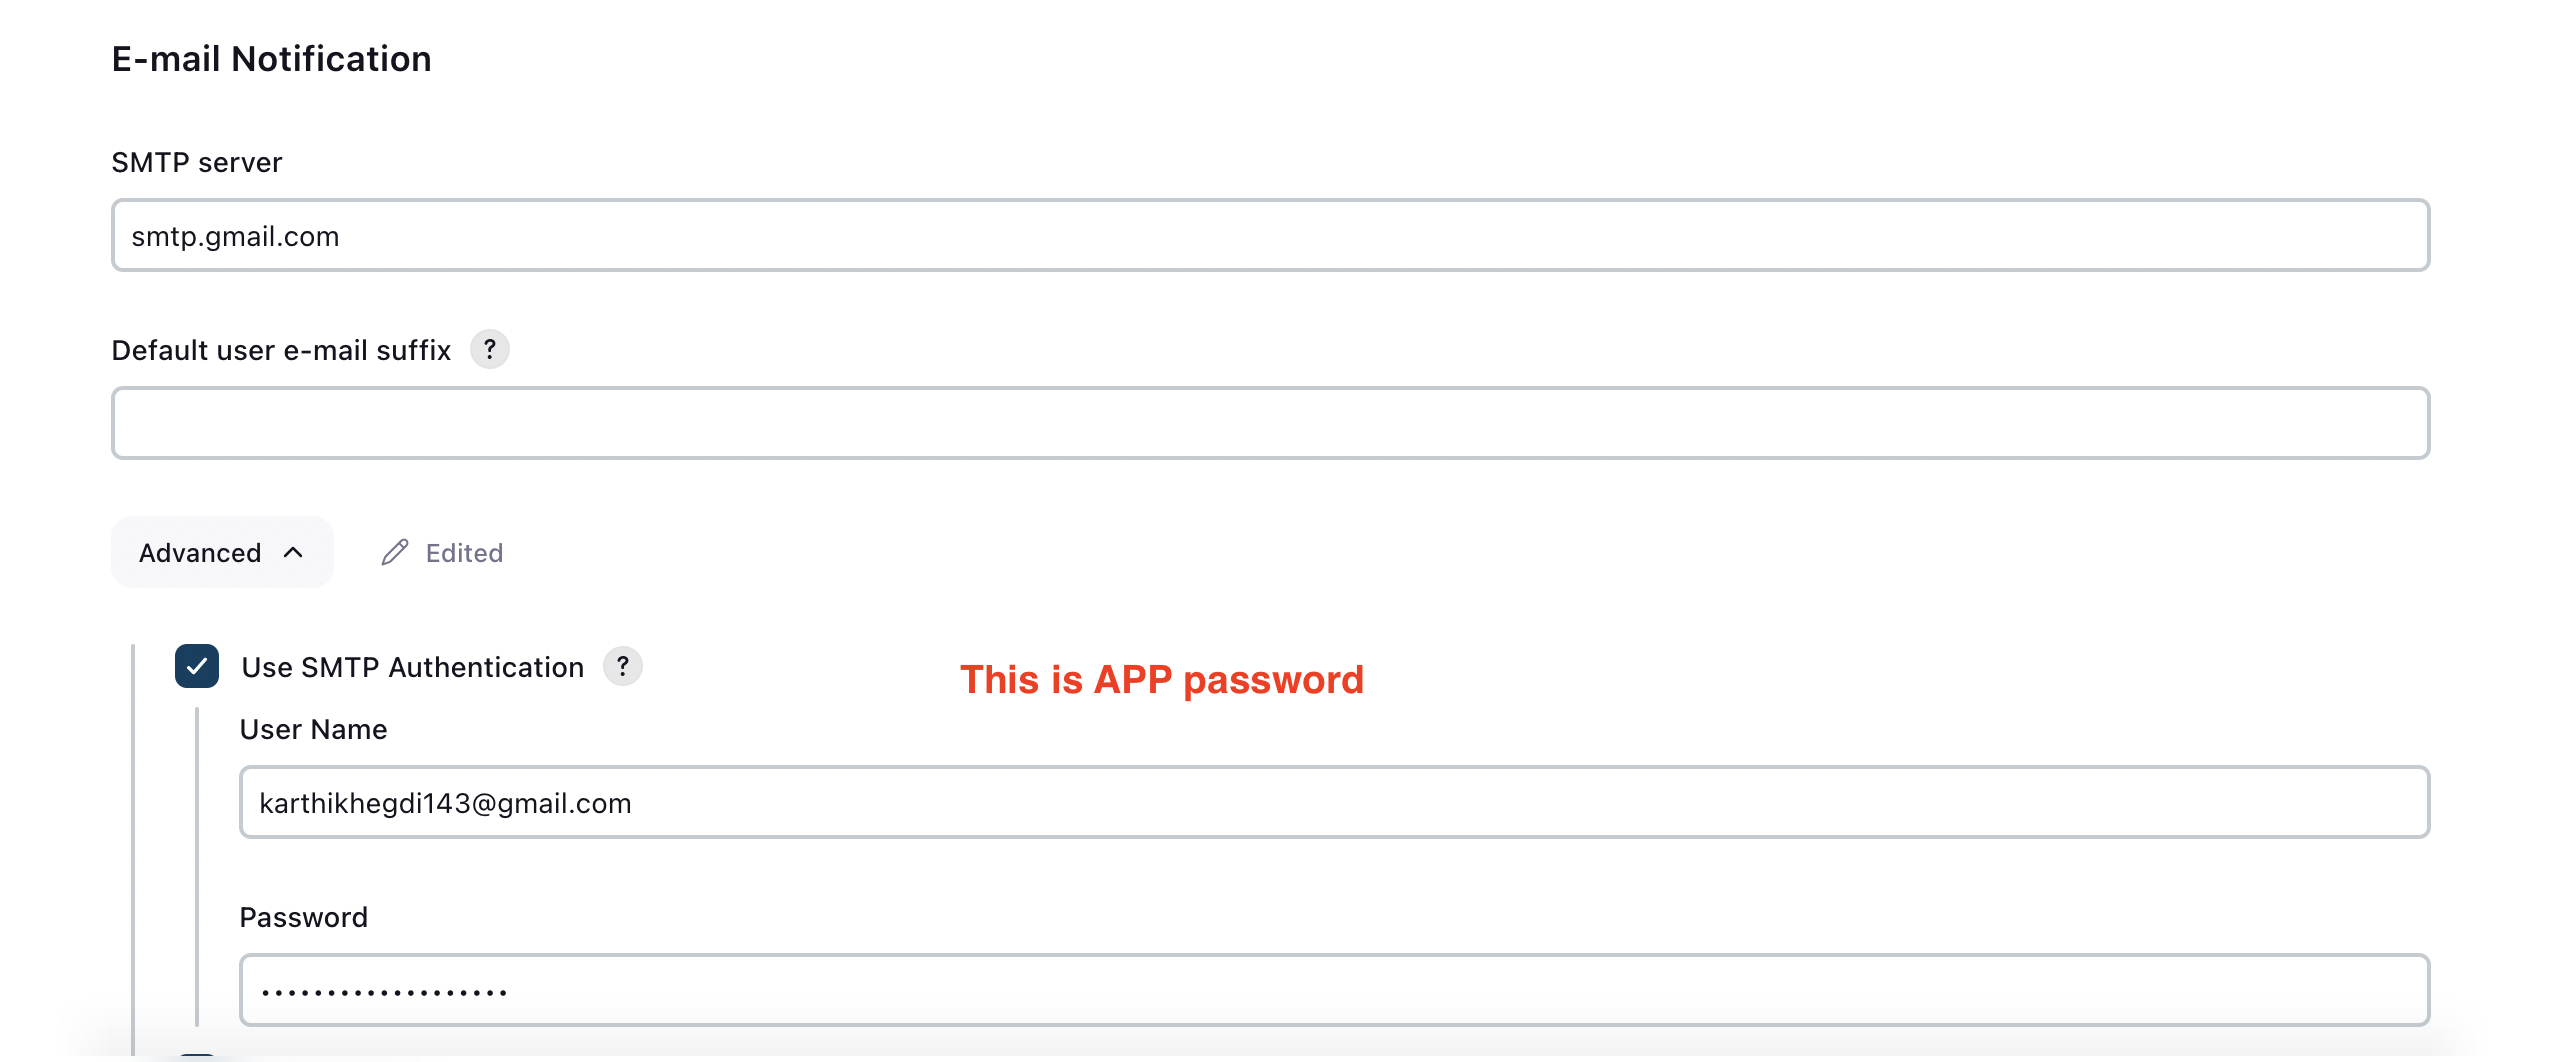 E-mail Notification
SMTP server
smtp.gmail.com
Default user e-mail suffix ?
Advanced Edited
Use SMTP Authentication ?
This is APP password
User Name
karthikhegdi143@gmail.com
Password
•••••••••••••••••••